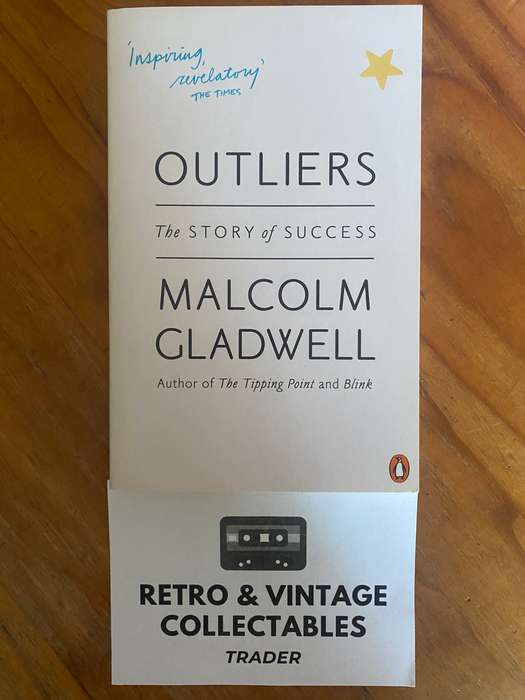 'Inspiring,
revelatory'
THE TIMES
OUTLIERS
The STORY of SUCCESS
MALCOLM
GLADWELL
Author of The Tipping Point and Blink
RETRO & VINTAGE
COLLECTABLES
TRADER